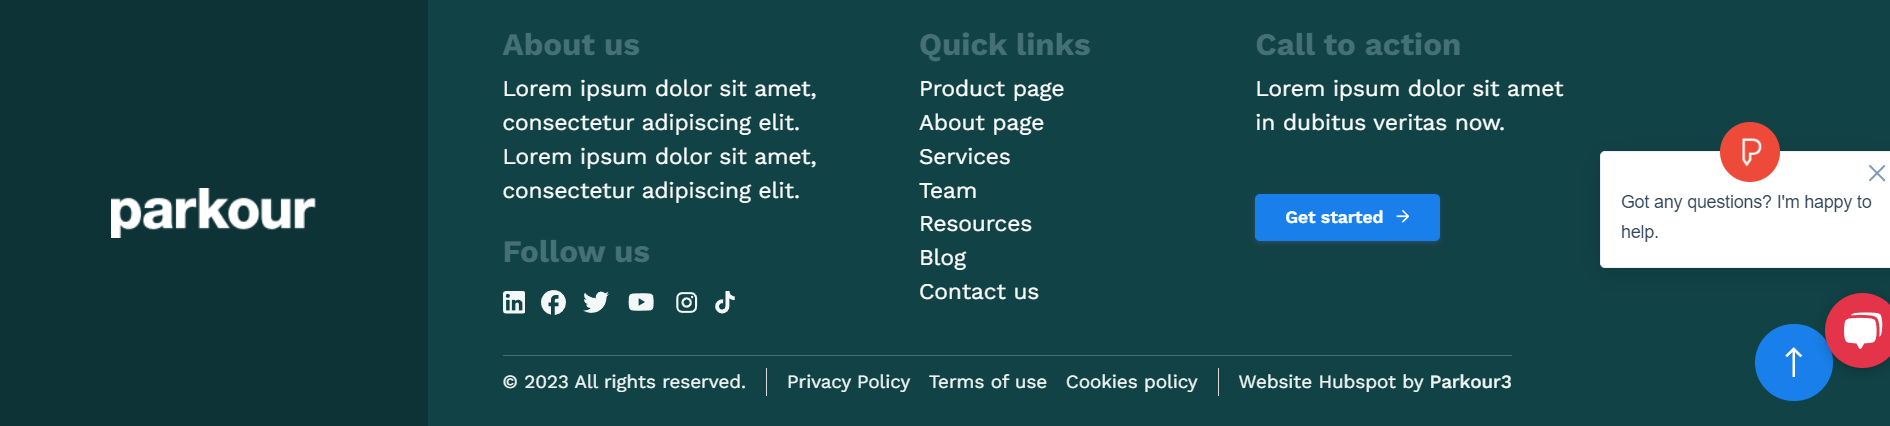 parkour
About us
Lorem ipsum dolor sit amet,
consectetur adipiscing elit.
Lorem ipsum dolor sit amet,
consectetur adipiscing elit.
Follow us
Quick links
Product page
About page
Services
Team
Resources
Blog
Contact us
Call to action
Lorem ipsum dolor sit amet
in dubitus veritas now.
Get started
Got any questions? I'm happy to
help.
© 2023 All rights reserved.
Privacy Policy Terms of use Cookies policy
Website Hubspot by Parkour3